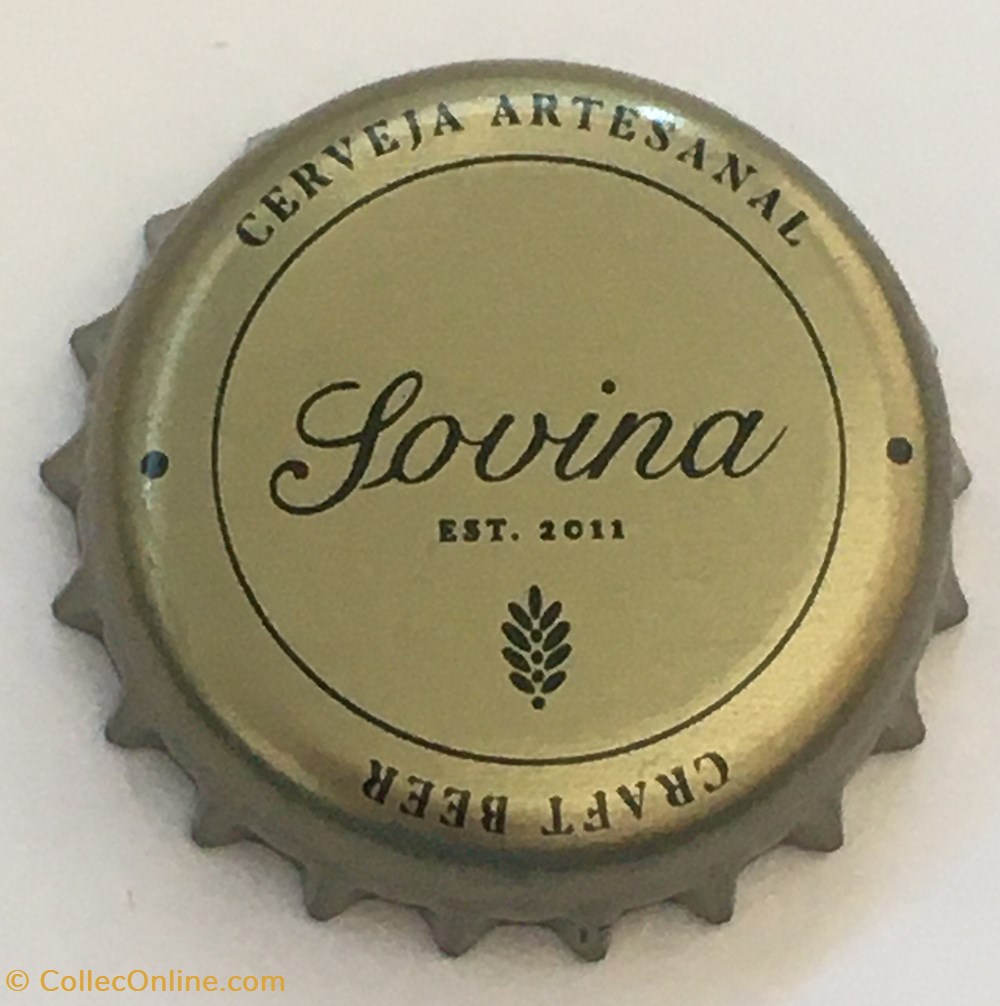 CERVEJA ARTESANAL
Sovina
EST. 2011
CRAFT BEER
© CollecOnline.com